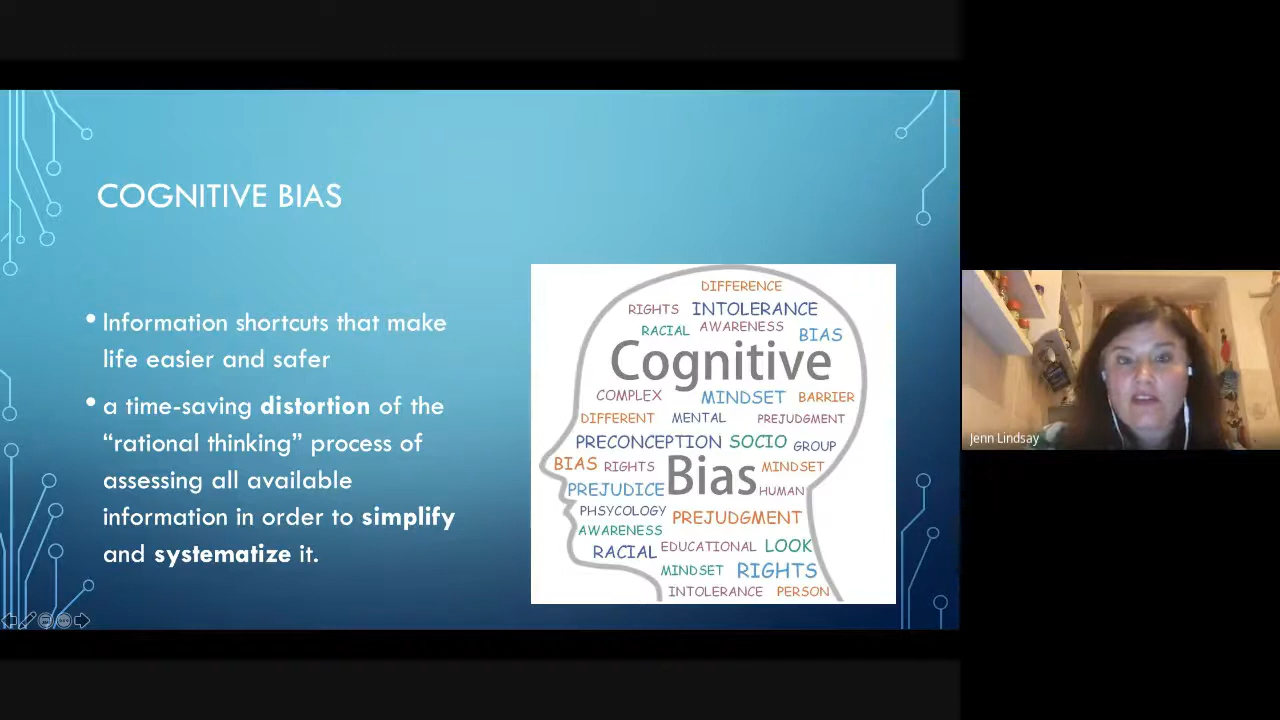 COGNITIVE BIAS
• Information shortcuts that make
life easier and safer
• a time-saving distortion of the
“rational thinking” process of
assessing all available
information in order to simplify
and systematize it.
DIFFERENCE
RIGHTS INTOLERANCE
RACIAL AWARENESS BIAS
Cognitive
COMPLEX MINDSET BARRIER
DIFFERENT MENTAL PREJUDGMENT
PRECONCEPTION SOCIO GROUP
BIAS RIGHTS Bias MINDSET
PREJUDICE HUMAN
PHSYCOLOGY PREJUDGMENT
AWARENESS
RACIAL EDUCATIONAL LOOK
MINDSET RIGHTS
INTOLERANCE PERSON
Jenn Lindsay